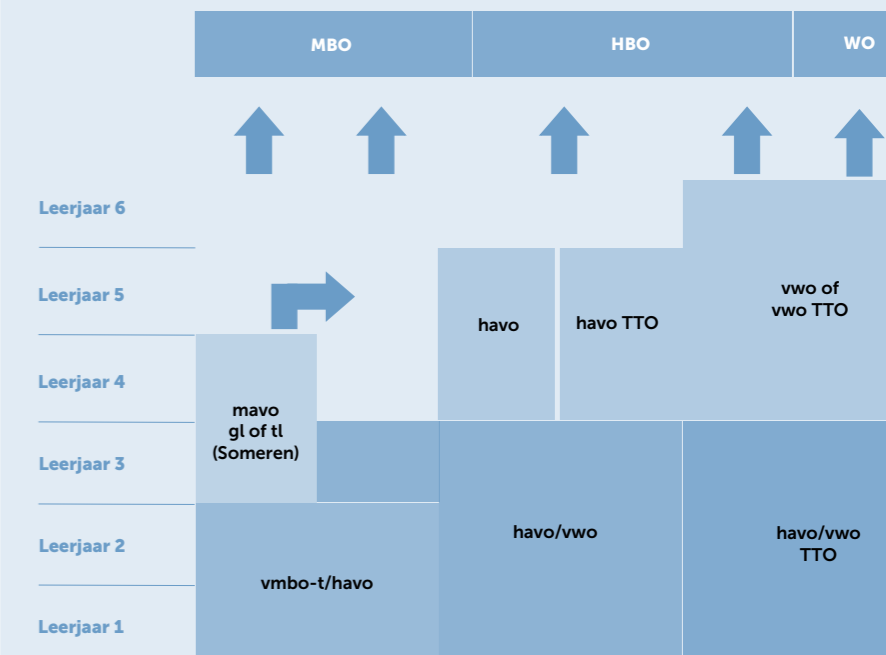 MBO
HBO
WO
Leerjaar 6
Leerjaar 5
vwo of
vwo TTO
havo
havo TTO
Leerjaar 4
mavo
gl of tl
(Someren)
Leerjaar 3
havo/vwo
havo/vwo
TTO
Leerjaar 2
vmbo-t/havo
Leerjaar 1